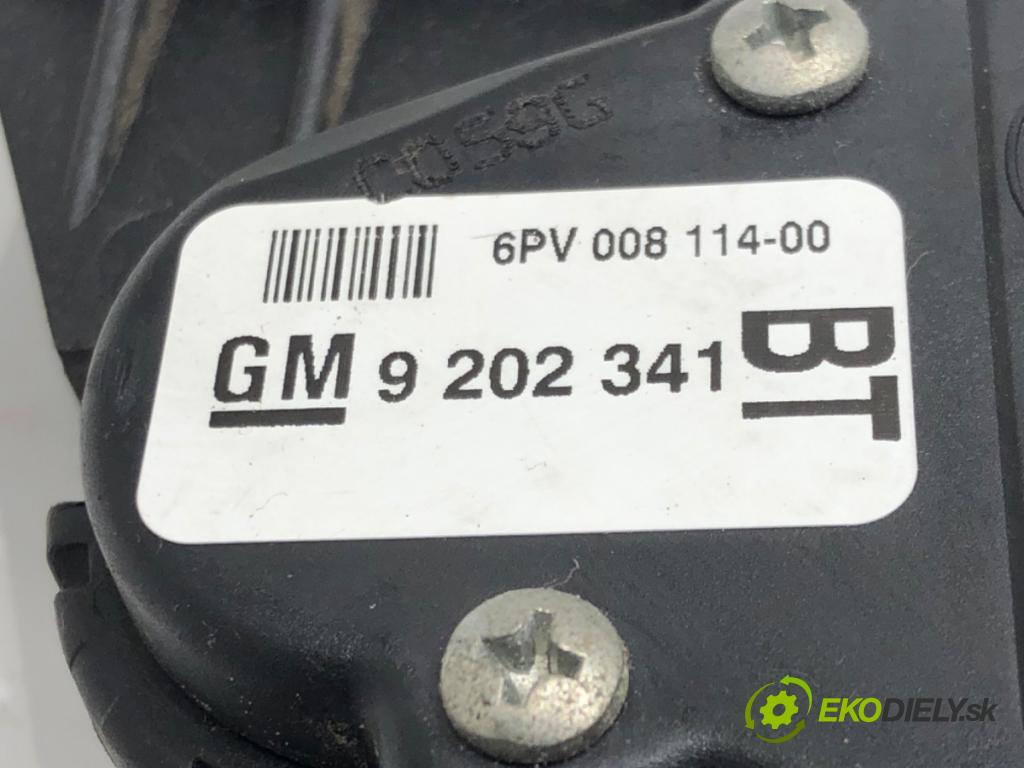 6PV 008 114-00
GM 9 202 341 BT
EKODIELY.sk